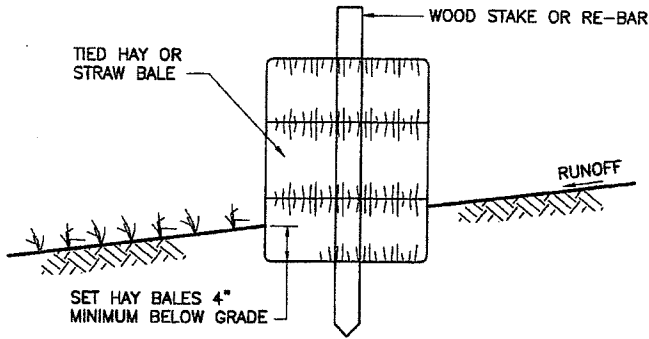 WOOD STAKE OR RE-BAR
TIED HAY OR
STRAW BALE
RUNOFF
SET HAY BALES 4"
MINIMUM BELOW GRADE